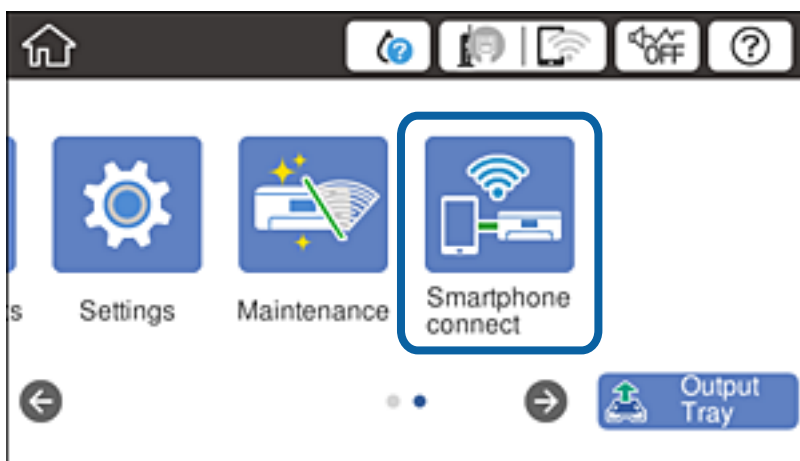 OFF
s
Settings
Maintenance
Smartphone
connect
Output
Tray